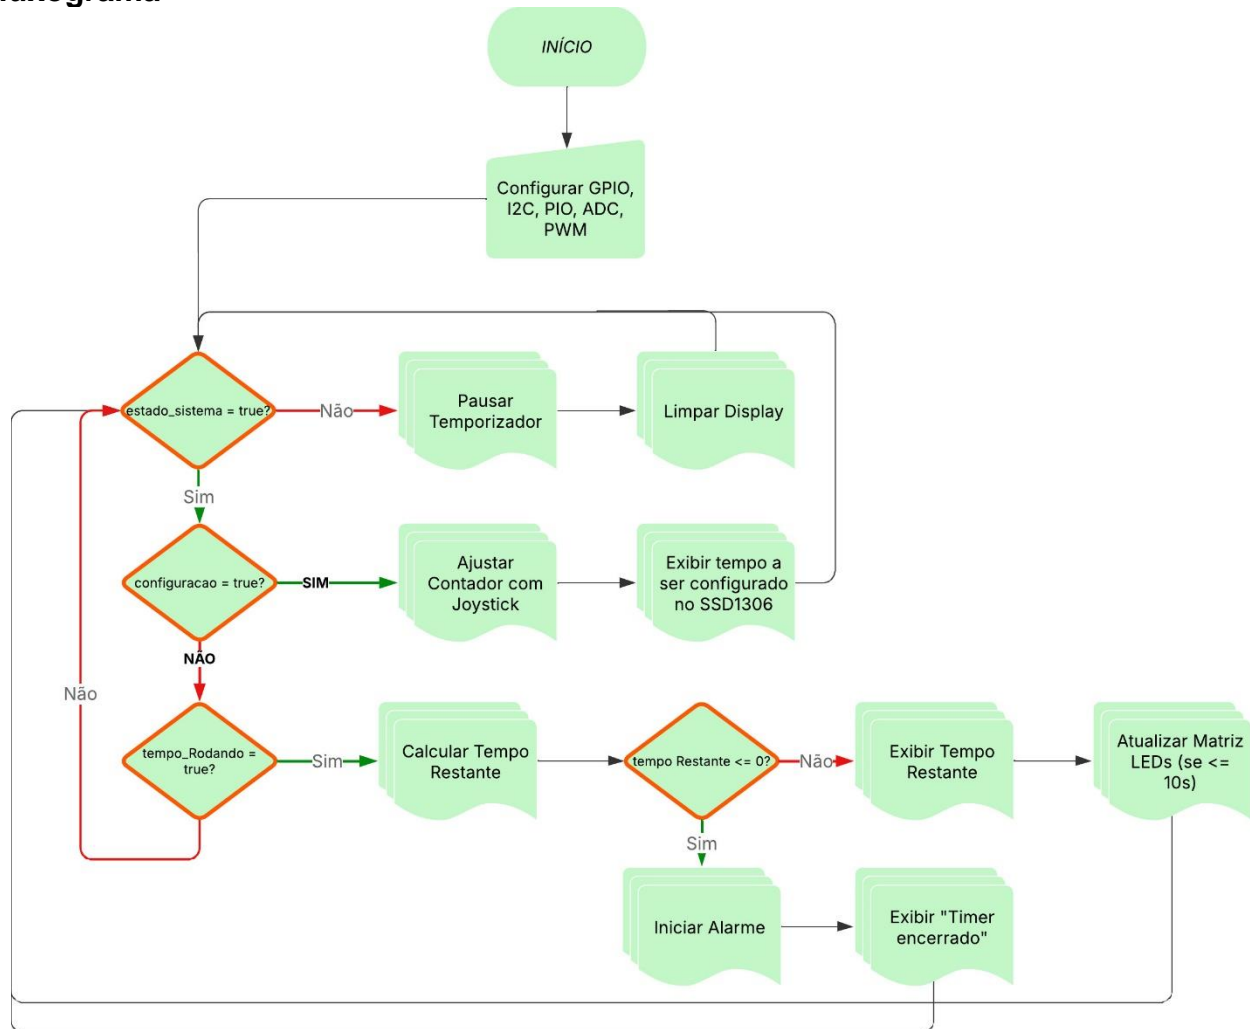 INÍCIO
Configurar GPIO,
I2C, PIO, ADC,
PWM
estado_sistema = true?
Não
Pausar
Temporizador
Limpar Display
Sim
configuracao = true?
SIM
Ajustar
Contador com
Joystick
Exibir tempo a
ser configurado
no SSD1306
NÃO
Não
tempo_Rodando =
true?
Sim
Calcular Tempo
Restante
tempo Restante <= 0?
Não
Exibir Tempo
Restante
Atualizar Matriz
LEDs (se <=
10s)
Sim
Iniciar Alarme
Exibir "Timer
encerrado"